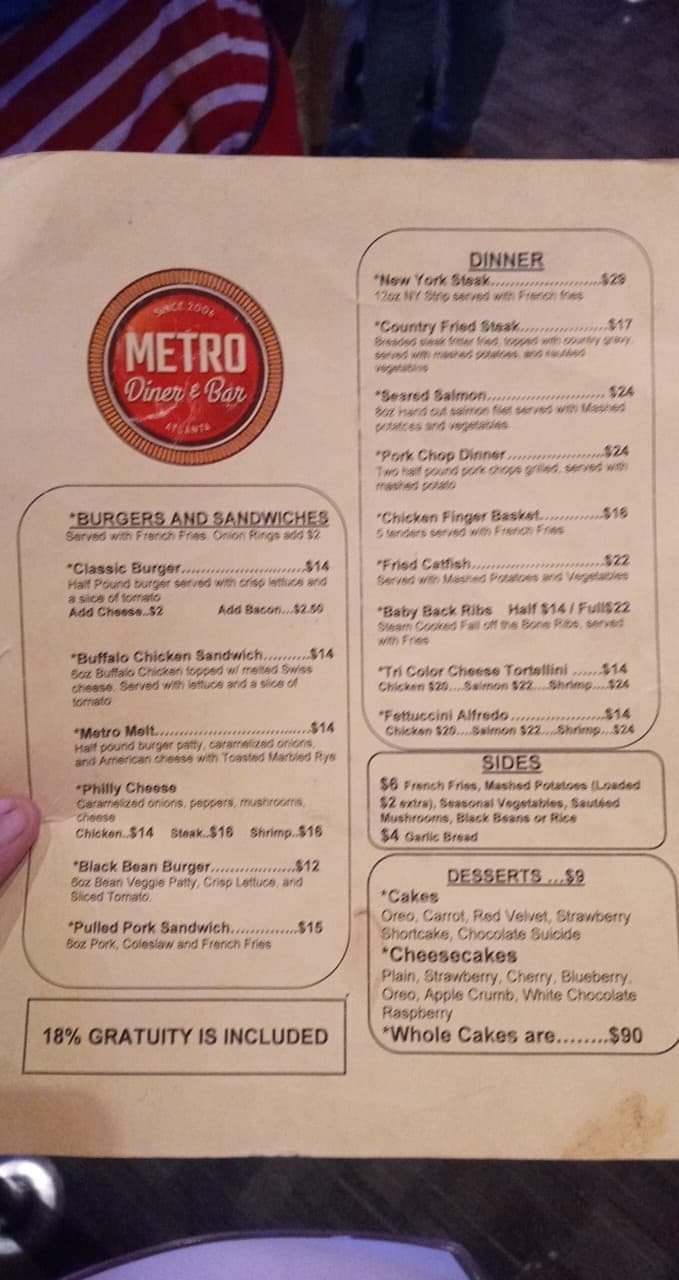 SINCE 2006
METRO
Diner & Bar
ATLANTA
*BURGERS AND SANDWICHES
Served with French Fries. Onion Rings add $2
*Classic Burger............................$14
Half Pound burger served with crisp lettuce and
a slice of tomato
Add Cheese..$2 Add Bacon...$2.50
*Buffalo Chicken Sandwich..........$14
6oz Buffalo Chicken topped w/ melted Swiss
cheese. Served with lettuce and a slice of
tomato
*Metro Melt..................................$14
Half pound burger patty, caramelized onions,
and American cheese with Toasted Marbled Rye
*Philly Cheese
Caramelized onions, peppers, mushrooms,
cheese
Chicken..$14 Steak..$16 Shrimp..$16
*Black Bean Burger...................$12
6oz Bean Veggie Patty, Crisp Lettuce, and
Sliced Tomato.
*Pulled Pork Sandwich...............$15
6oz Pork, Coleslaw and French Fries
18% GRATUITY IS INCLUDED
DINNER
*New York Steak........................$29
12oz NY Strip served with French fries
*Country Fried Steak...................$17
Breaded steak fritter fried, topped with country gravy,
served with mashed potatoes, and sautéed
vegetables
*Seared Salmon.......................... $24
8oz Hand cut salmon filet served with Mashed
potatoes and vegetables
*Pork Chop Dinner.....................$24
Two half pound pork chops grilled, served with
mashed potato
*Chicken Finger Basket.............$16
5 tenders served with French Fries
*Fried Catfish.............................$22
Served with Mashed Potatoes and Vegetables
*Baby Back Ribs Half $14 / Full$22
Steam Cooked Fall off the Bone Ribs, served
with Fries
*Tri Color Cheese Tortellini ......$14
Chicken $20....Salmon $22....Shrimp....$24
*Fettuccini Alfredo.....................$14
Chicken $20....Salmon $22....Shrimp...$24
SIDES
$6 French Fries, Mashed Potatoes (Loaded
$2 extra), Seasonal Vegetables, Sautéed
Mushrooms, Black Beans or Rice
$4 Garlic Bread
DESSERTS ...$9
*Cakes
Oreo, Carrot, Red Velvet, Strawberry
Shortcake, Chocolate Suicide
*Cheesecakes
Plain, Strawberry, Cherry, Blueberry,
Oreo, Apple Crumb, White Chocolate
Raspberry
*Whole Cakes are........$90